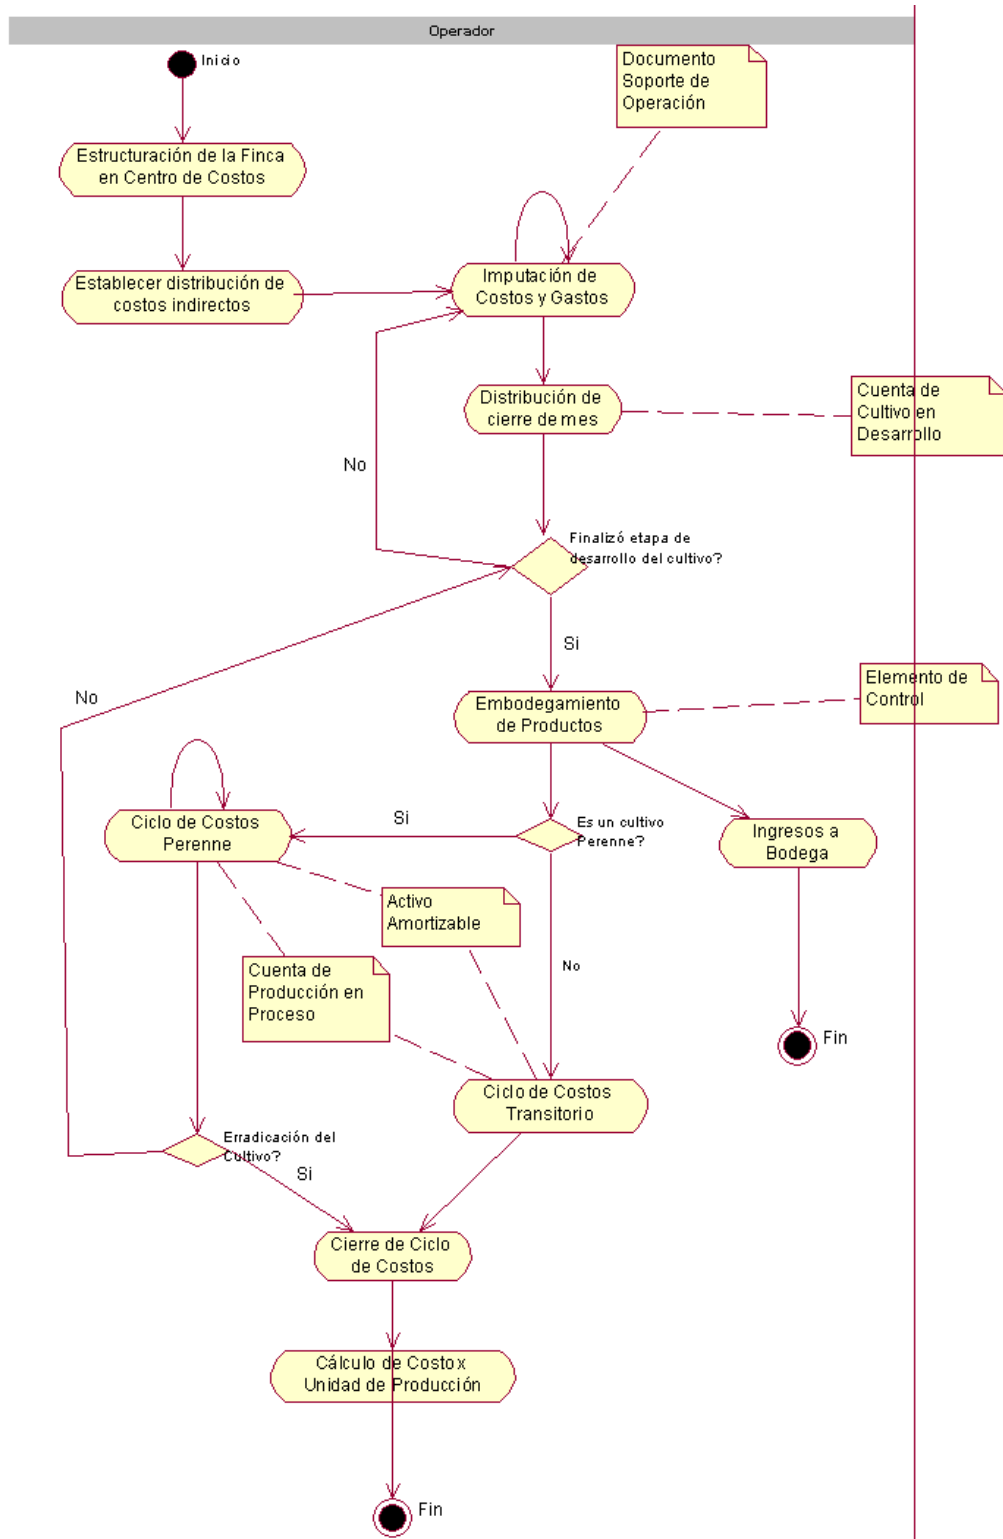 Operador
Inicio
Documento
Soporte de
Operación
Estructuración de la Finca
en Centro de Costos
Establecer distribución de
costos indirectos
Imputación de
Costos y Gastos
Distribución de
cierre de mes
Cuenta de
Cultivo en
Desarrollo
No
Finalizó etapa de
desarrollo del cultivo?
Si
No
Embodegamiento
de Productos
Elemento de
Control
Ciclo de Costos
Perenne
Si
Es un cultivo
Perenne?
Ingresos a
Bodega
Activo
Amortizable
Cuenta de
Producción en
Proceso
No
Fin
Ciclo de Costos
Transitorio
Erradicación del
Cultivo?
Si
Cierre de Ciclo
de Costos
Cálculo de Costo x
Unidad de Producción
Fin